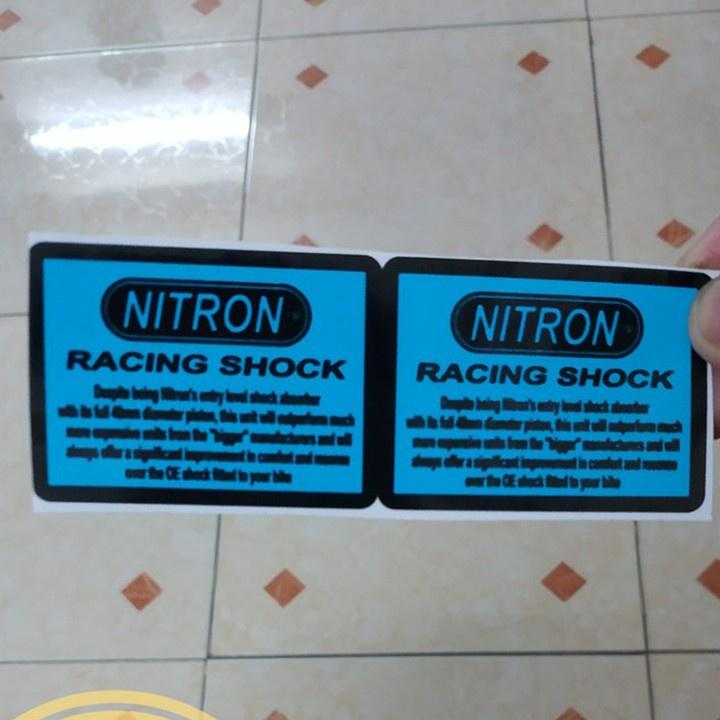 NITRON
RACING SHOCK
Despite being Nitron's entry level shock absorber
with its full 46mm diameter piston, this unit will outperform much
more expensive units from the "bigger" manufacturers and will
always offer a significant improvement in comfort and
over the OE shock fitted to your bike
NITRON
RACING SHOCK
Despite being Nitron's entry level shock absorber
with its full 46mm diameter piston, this unit will outperform much
more expensive units from the "bigger" manufacturers and will
always offer a significant improvement in comfort and
over the OE shock fitted to your bike